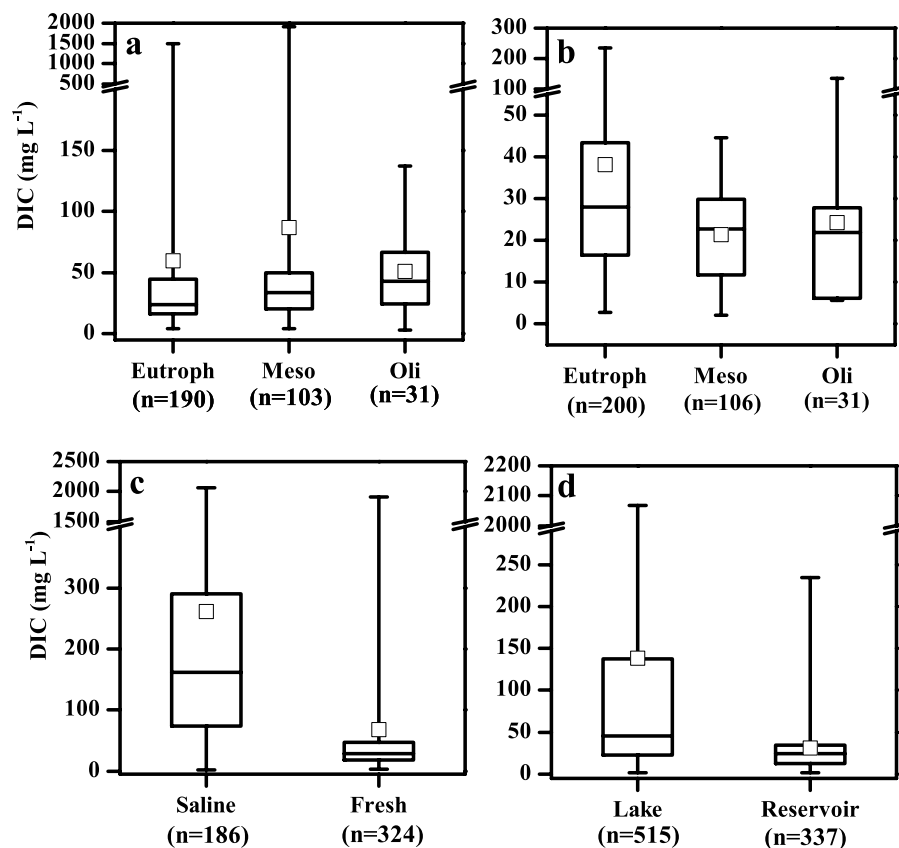 a
2000
1500
1000
500
150
100
50
0
DIC (mg L⁻¹)
Eutroph Meso Oli
(n=190) (n=103) (n=31)
b
300
200
100
50
40
30
20
10
0
Eutroph Meso Oli
(n=200) (n=106) (n=31)
c
2500
2000
1500
300
200
100
0
DIC (mg L⁻¹)
Saline Fresh
(n=186) (n=324)
d
2200
2100
2000
250
200
150
100
50
0
Lake Reservoir
(n=515) (n=337)